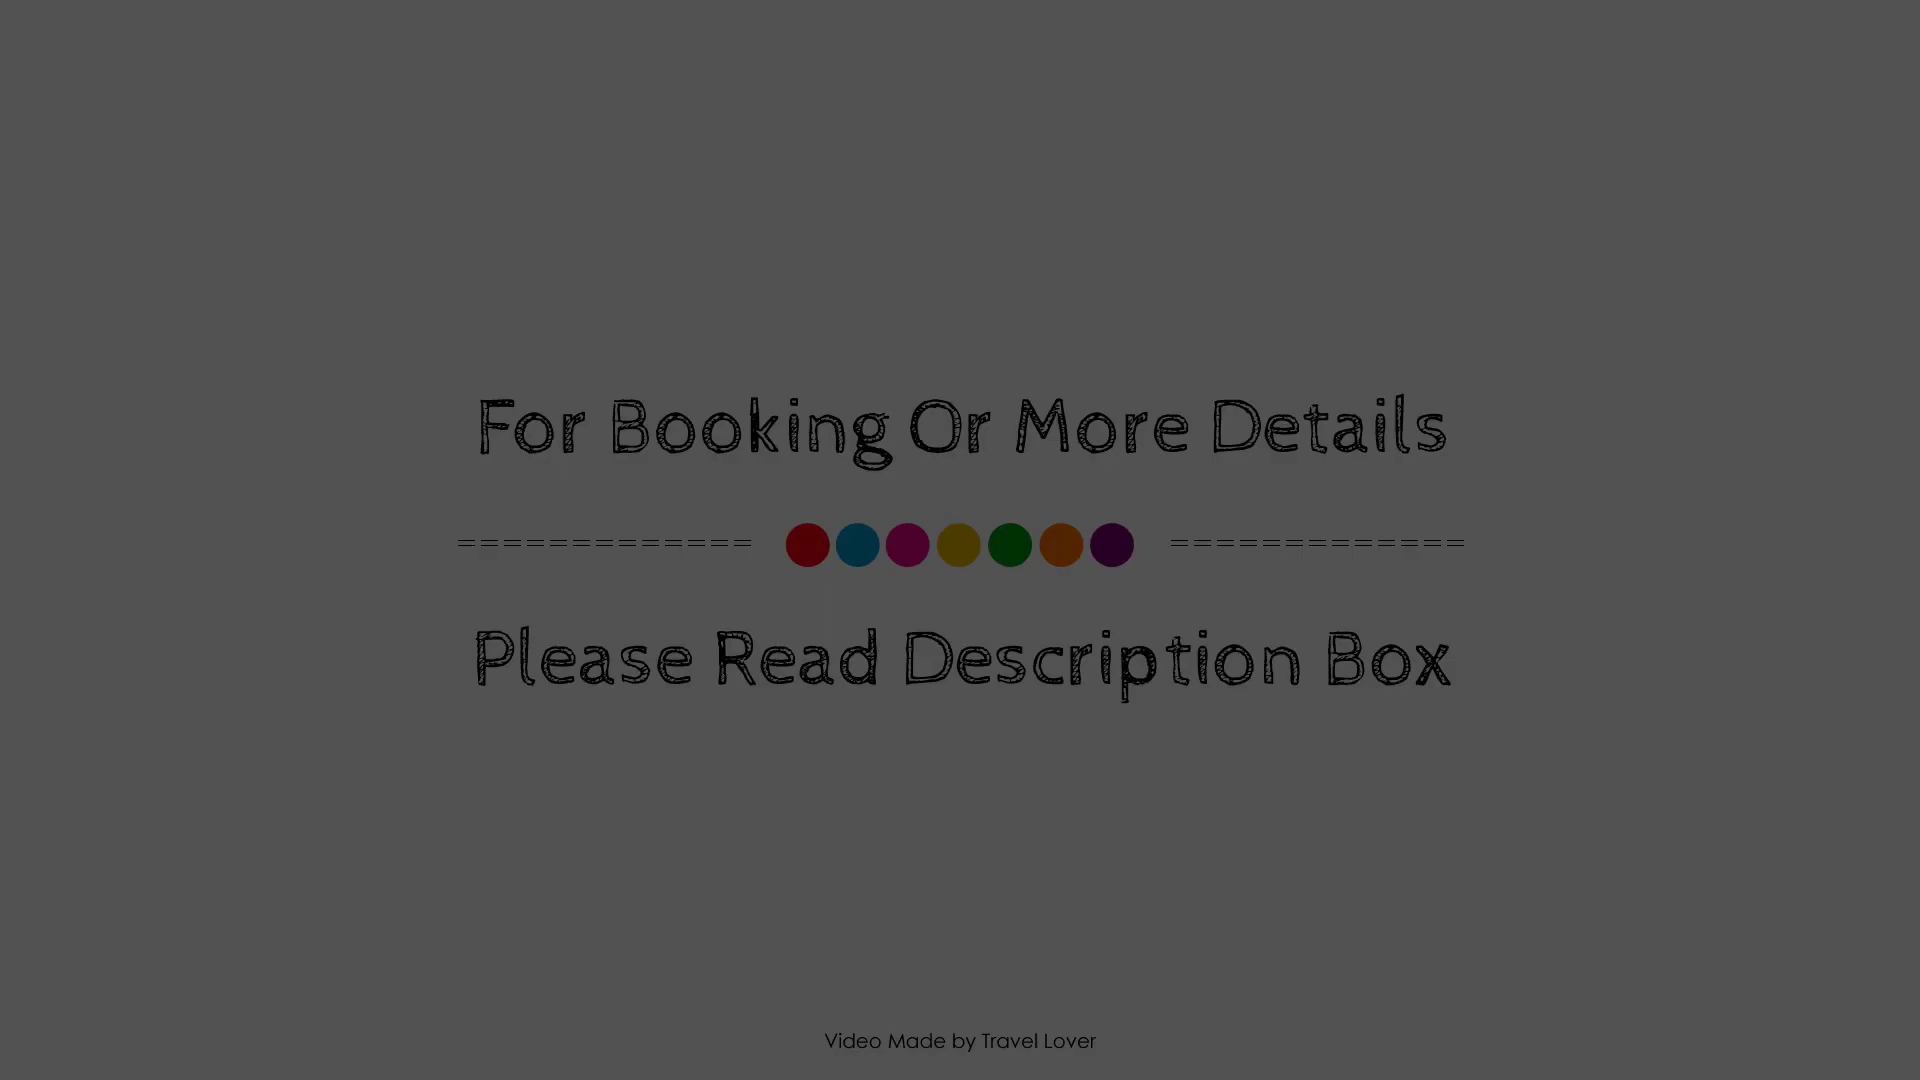 For Booking Or More Details
============= =============
Please Read Description Box
Video Made by Travel Lover